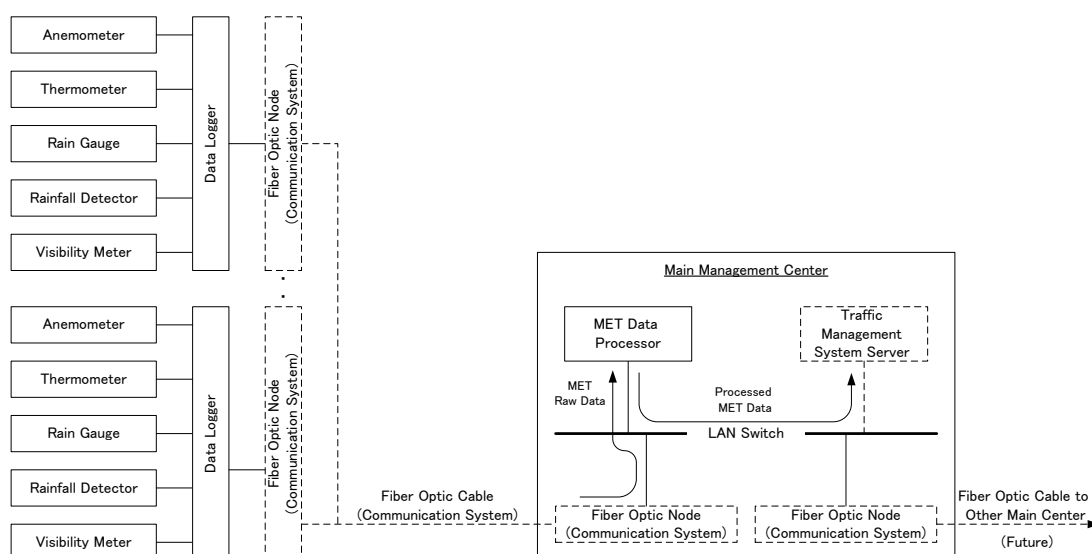 Anemometer
Thermometer
Rain Gauge
Rainfall Detector
Visibility Meter
Data Logger
Fiber Optic Node
(Communication System)
Anemometer
Thermometer
Rain Gauge
Rainfall Detector
Visibility Meter
Data Logger
Fiber Optic Node
(Communication System)
Fiber Optic Cable
(Communication System)
Main Management Center
MET Data
Processor
Traffic
Management
System Server
MET
Raw Data
Processed
MET Data
LAN Switch
Fiber Optic Node
(Communication System)
Fiber Optic Node
(Communication System)
Fiber Optic Cable to
Other Main Center
(Future)